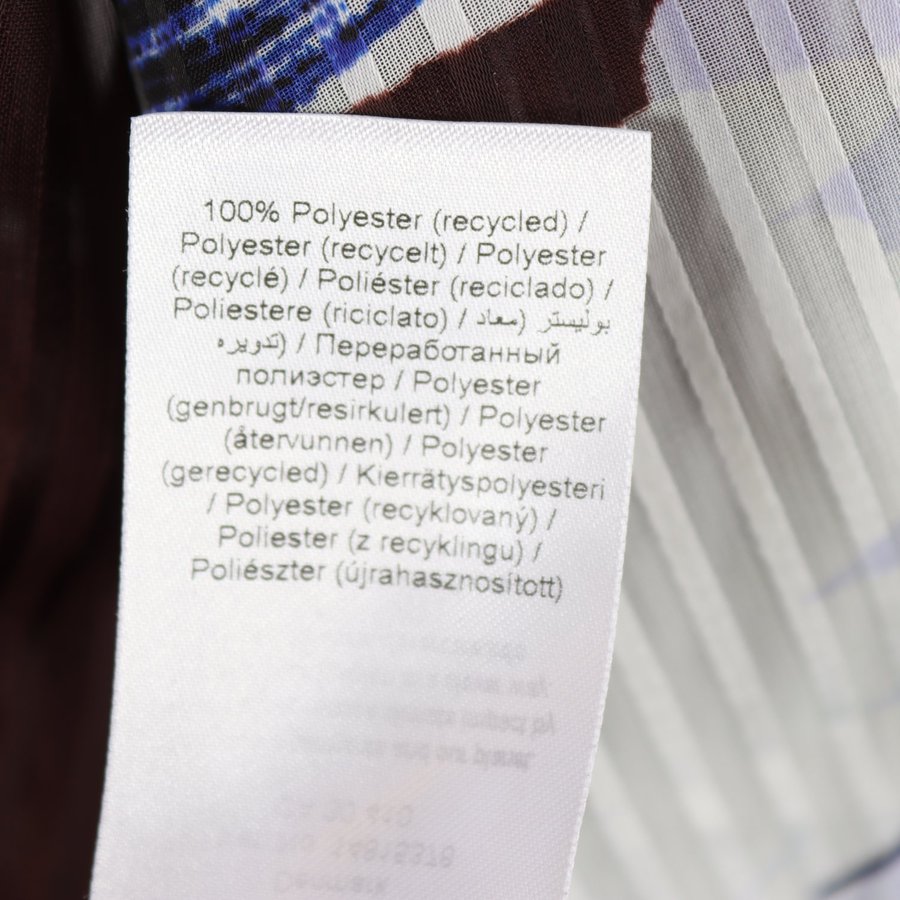 100% Polyester (recycled) /
Polyester (recycelt) / Polyester
(recyclé) / Poliéster (reciclado) /
Poliestere (riciclato) / بوليستر (معاد
تدويره) / Переработанный
полиэстер / Polyester
(genbrugt/resirkulert) / Polyester
(återvunnen) / Polyester
(gerecycled) / Kierrätyspolyesteri
/ Polyester (recyklovaný) /
Poliester (z recyklingu) /
Poliészter (újrahasznosított)